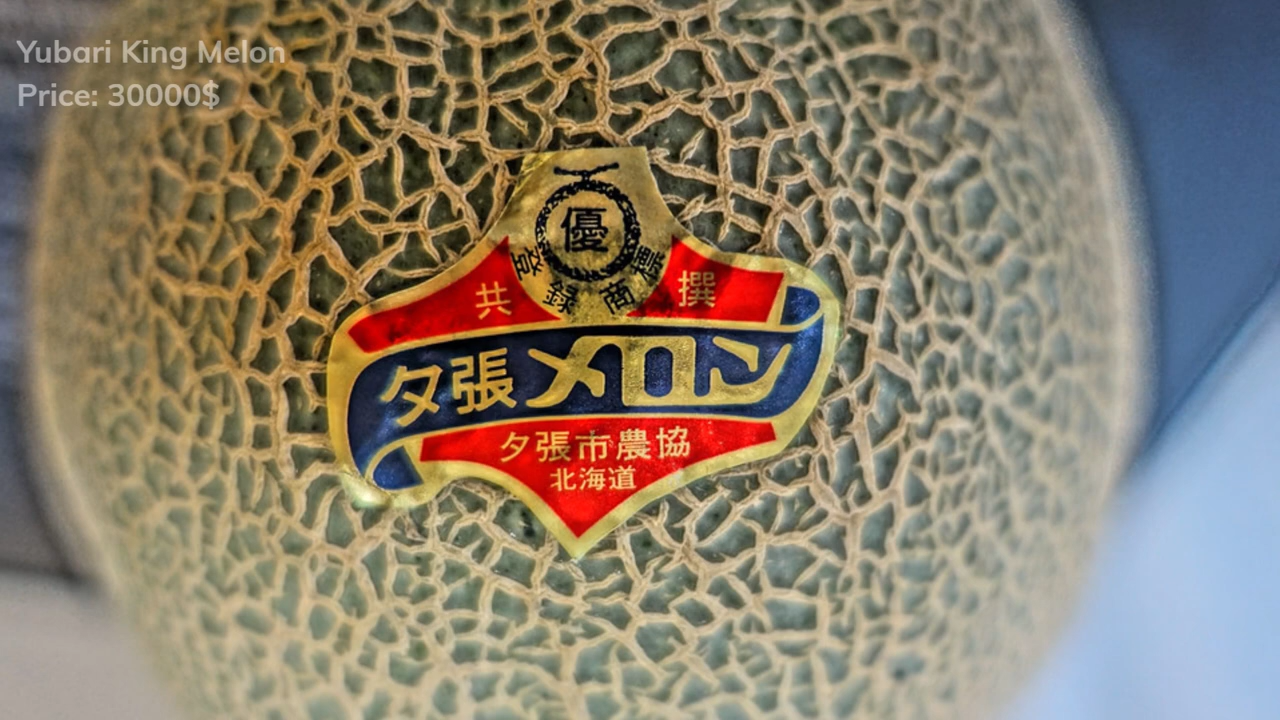 Yubari King Melon
Price: 30000$
優
登録商標
共 撰
夕張メロン
夕張市農協
北海道